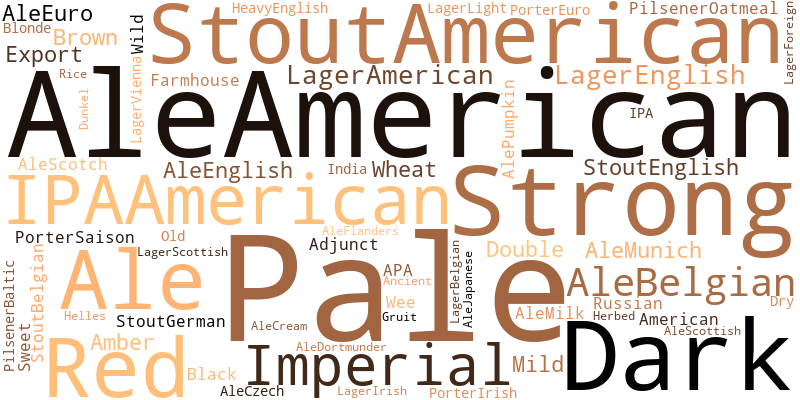 AleEuro
HeavyEnglish
LagerLight
PorterEuro
PilsenerOatmeal
LagerForeign
Blonde
Brown
Wild
StoutAmerican
Export
LagerVienna
Rice
Farmhouse
LagerAmerican
LagerEnglish
Dunkel
AleAmerican
AlePumpkin
IPA
AleScotch
AleEnglish
India
Wheat
StoutEnglish
IPAAmerican
Strong
PorterSaison
Old
AleFlanders
Adjunct
LagerScottish
Double
AleMunich
LagerBelgian
AleJapanese
PilsenerBaltic
StoutBelgian
Ale
Pale
APA
Ancient
AleBelgian
Wee
Russian
Dry
Helles
StoutGerman
Gruit
AleMilk
Herbed
American
AleCream
AleScottish
Sweet
Red
Amber
AleDortmunder
Imperial
Dark
Black
Mild
AleCzech
LagerIrish
PorterIrish